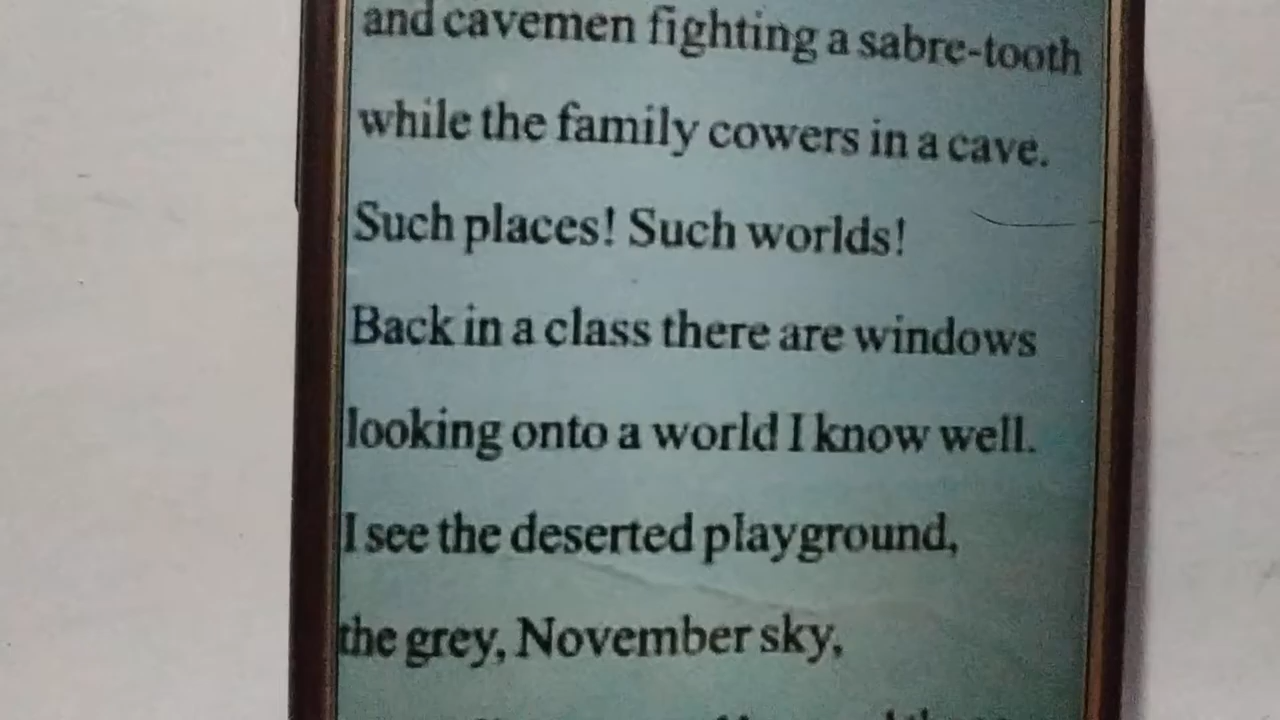 and cavemen fighting a sabre-tooth
while the family cowers in a cave.
Such places! Such worlds!
Back in a class there are windows
looking onto a world I know well.
I see the deserted playground,
the grey, November sky,